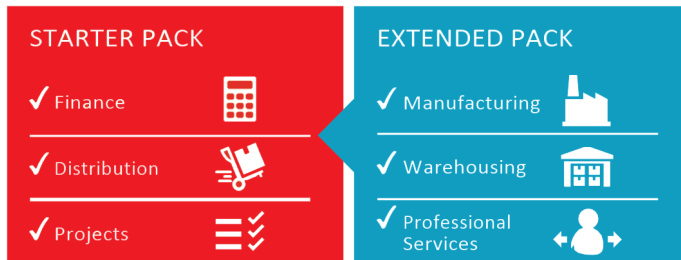 STARTER PACK
Finance
Distribution
Projects
EXTENDED PACK
Manufacturing
Warehousing
Professional
Services